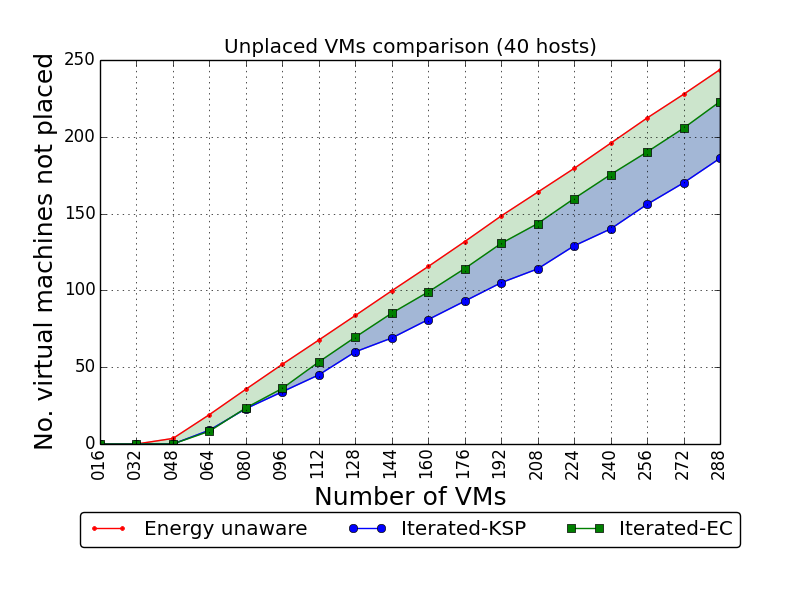 Unplaced VMs comparison (40 hosts)
No. virtual machines not placed
250
200
150
100
50
0
016 032 048 064 080 096 112 128 144 160 176 192 208 224 240 256 272 288
Number of VMs
Energy unaware Iterated-KSP Iterated-EC